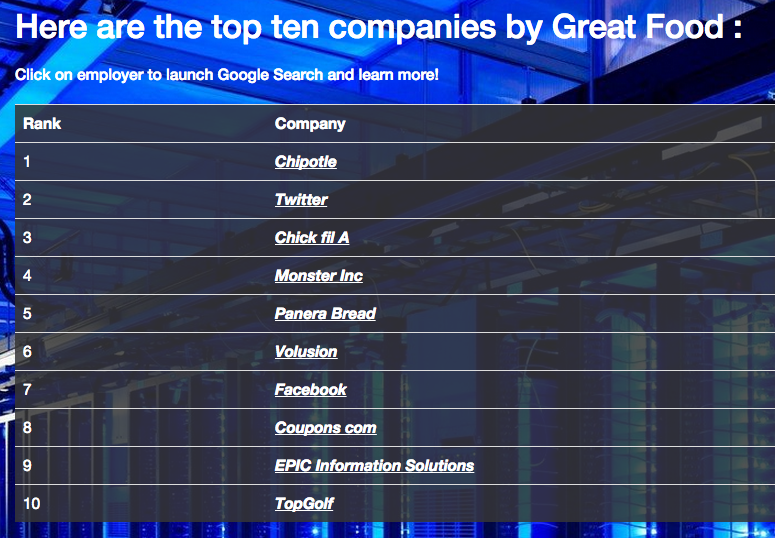 Here are the top ten companies by Great Food :
Click on employer to launch Google Search and learn more!
Rank Company
1 Chipotle
2 Twitter
3 Chick fil A
4 Monster Inc
5 Panera Bread
6 Volusion
7 Facebook
8 Coupons com
9 EPIC Information Solutions
10 TopGolf